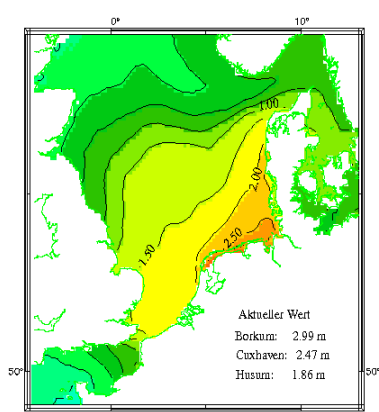 0° 10°
1.00
2.00
2.50
1.50
Aktueller Wert
Borkum: 2.99 m
Cuxhaven: 2.47 m
Husum: 1.86 m
50° 50°